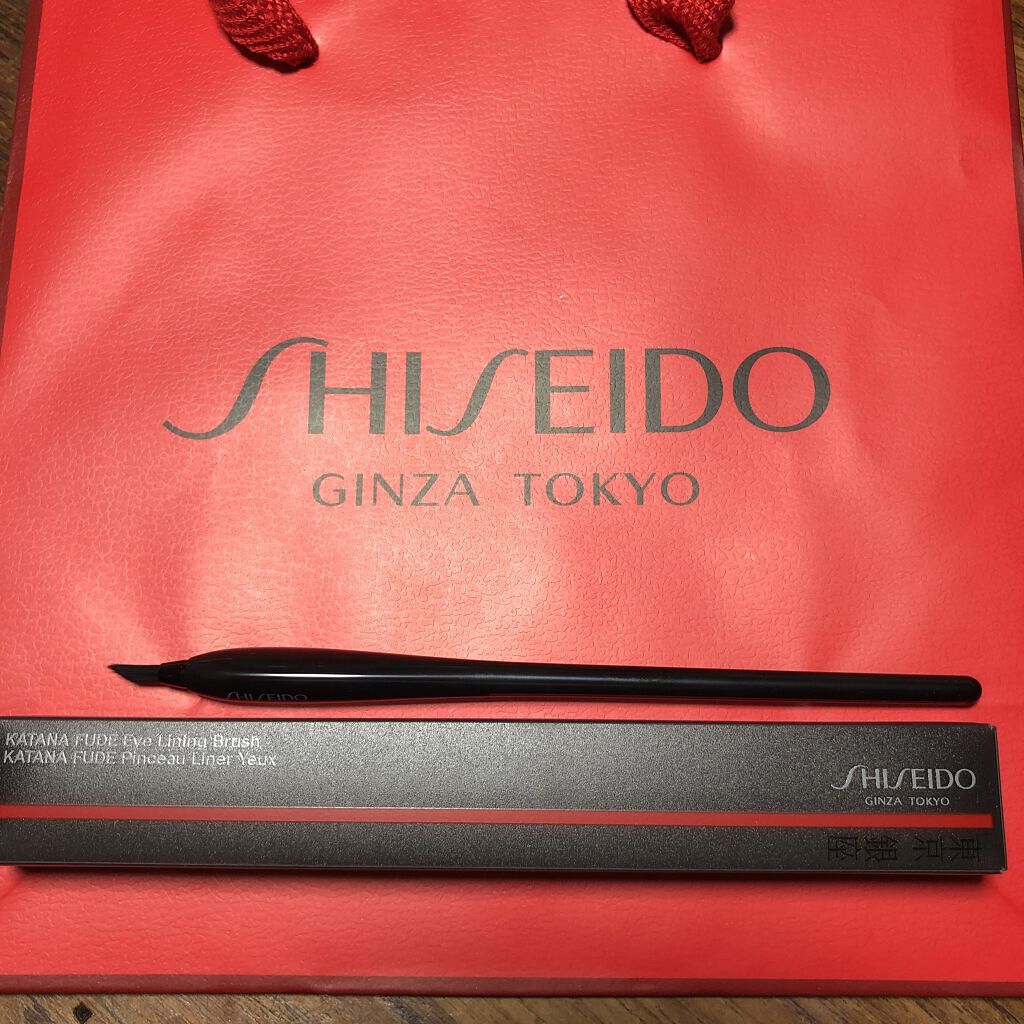 SHISEIDO
GINZA TOKYO
SHISEIDO
KATANA FUDE Eye Lining Brush
KATANA FUDE Pinceau Liner Yeux
SHISEIDO
GINZA TOKYO
東京銀座